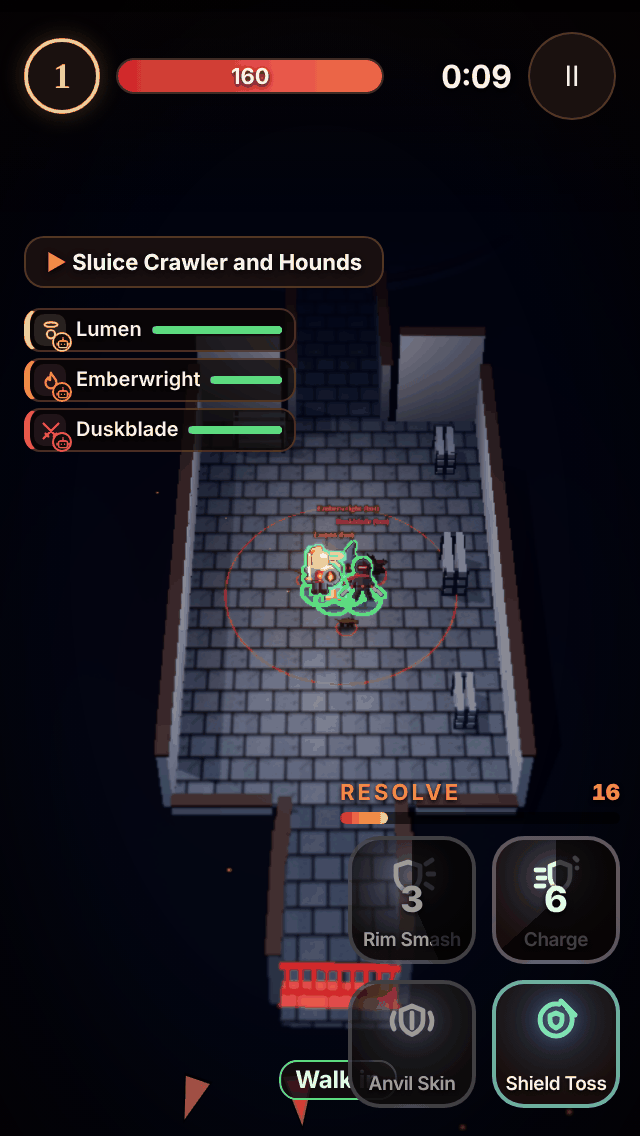 1
160
0:09
Sluice Crawler and Hounds
Lumen
Emberwright
Duskblade
RESOLVE 16
3
Rim Smash
6
Charge
Walk
Anvil Skin
Shield Toss